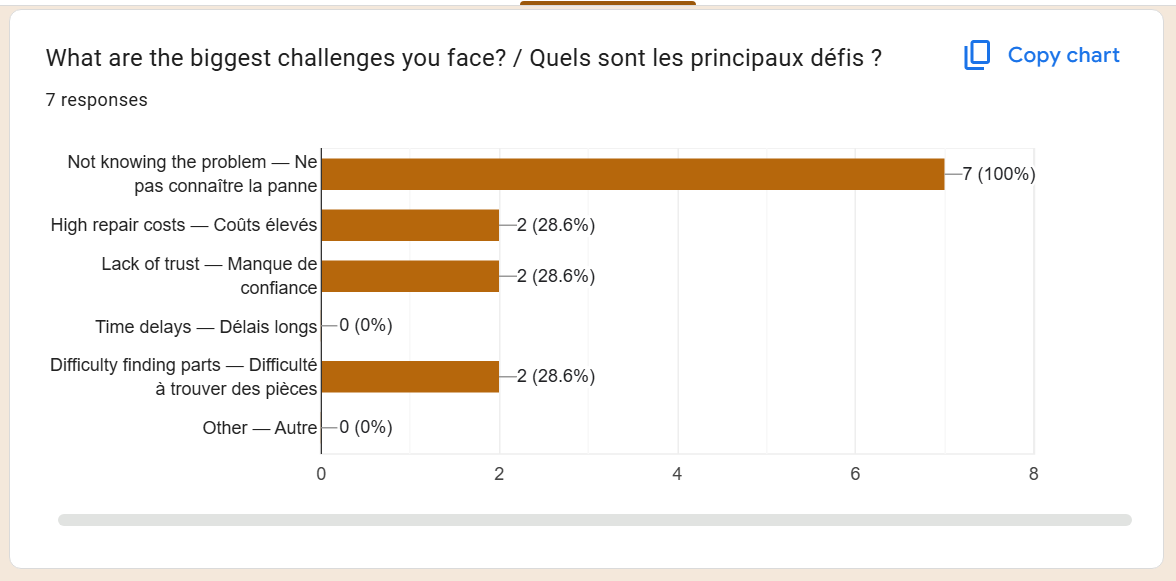 What are the biggest challenges you face? / Quels sont les principaux défis ?
Copy chart
7 responses
Not knowing the problem — Ne
pas connaître la panne
7 (100%)
High repair costs — Coûts élevés
2 (28.6%)
Lack of trust — Manque de
confiance
2 (28.6%)
Time delays — Délais longs
0 (0%)
Difficulty finding parts — Difficulté
à trouver des pièces
2 (28.6%)
Other — Autre
0 (0%)
0
2
4
6
8